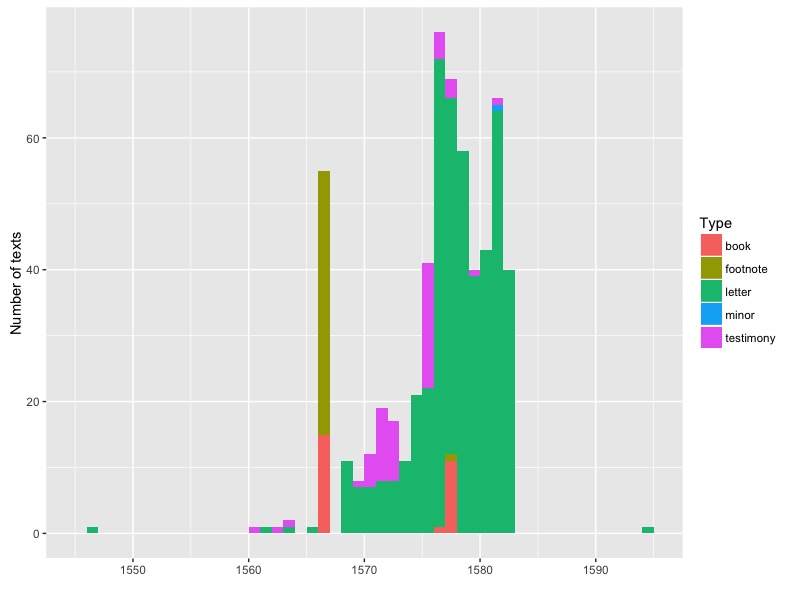 Number of texts
60
40
20
0
1550
1560
1570
1580
1590
Type
book
footnote
letter
minor
testimony